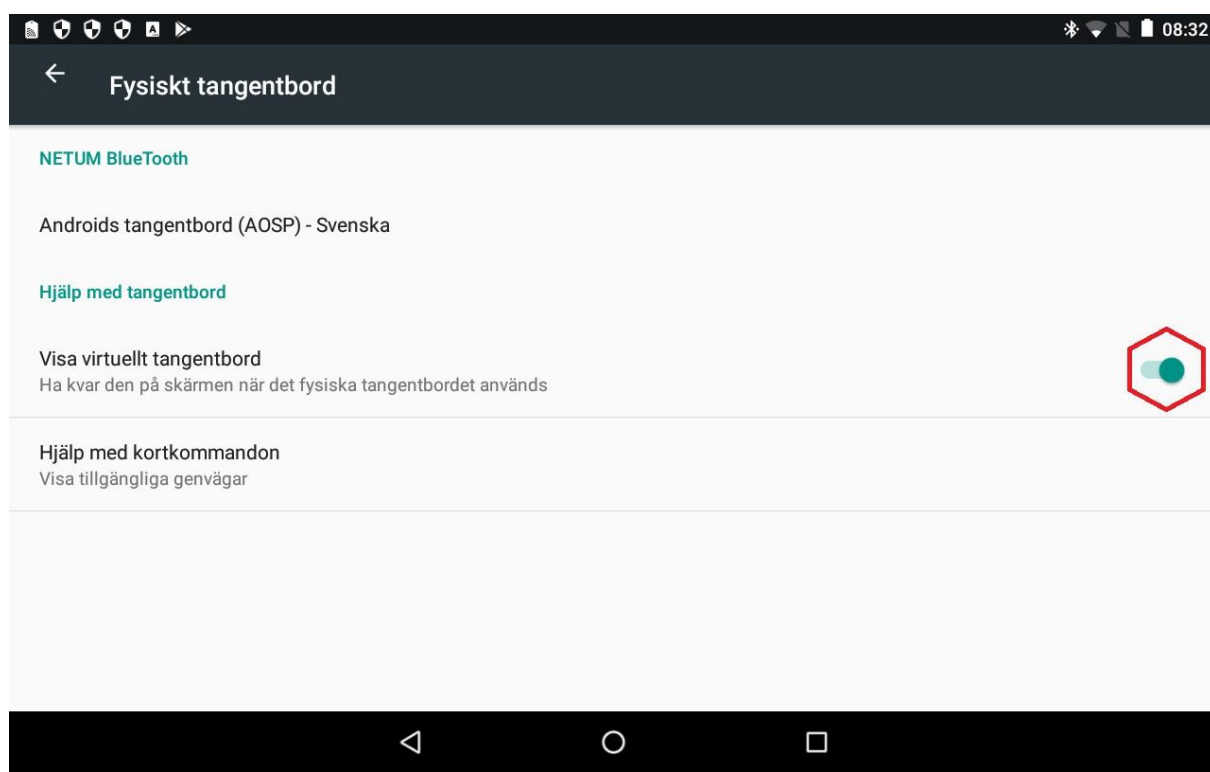 08:32
Fysiskt tangentbord
NETUM BlueTooth
Androids tangentbord (AOSP) - Svenska
Hjälp med tangentbord
Visa virtuellt tangentbord
Ha kvar den på skärmen när det fysiska tangentbordet används
Hjälp med kortkommandon
Visa tillgängliga genvägar